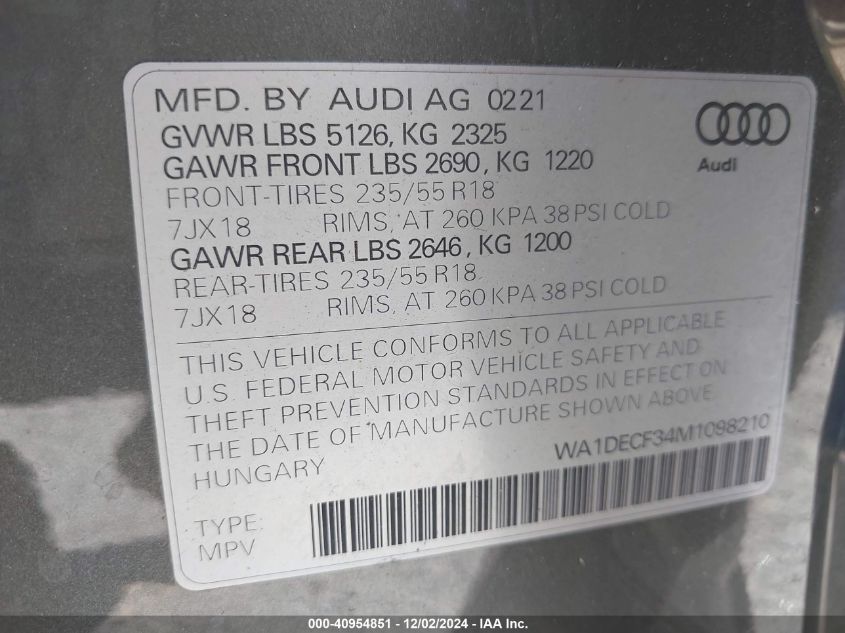 MFD. BY AUDI AG 0221
GVWR LBS 5126, KG 2325
GAWR FRONT LBS 2690, KG 1220
FRONT-TIRES 235/55 R18
7JX18 RIMS, AT 260 KPA 38 PSI COLD
GAWR REAR LBS 2646, KG 1200
REAR-TIRES 235/55 R18
7JX18 RIMS, AT 260 KPA 38 PSI COLD
Audi
THIS VEHICLE CONFORMS TO ALL APPLICABLE
U.S. FEDERAL MOTOR VEHICLE SAFETY AND
THEFT PREVENTION STANDARDS IN EFFECT ON
THE DATE OF MANUFACTURE SHOWN ABOVE.
HUNGARY
WA1DECF34M1098210
TYPE:
MPV
000-40954851 - 12/02/2024 - IAA Inc.